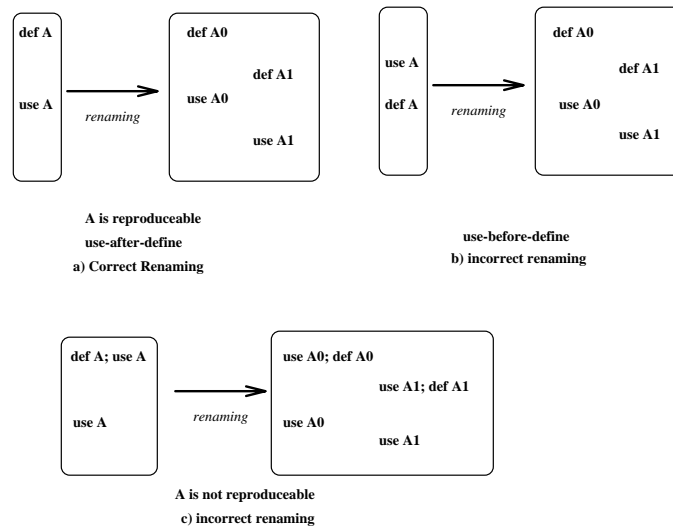 def A
use A
renaming
def A0
def A1
use A0
use A1
A is reproduceable
use-after-define
a) Correct Renaming
use A
def A
renaming
def A0
def A1
use A0
use A1
use-before-define
b) incorrect renaming
def A; use A
use A
renaming
use A0; def A0
use A1; def A1
use A0
use A1
A is not reproduceable
c) incorrect renaming